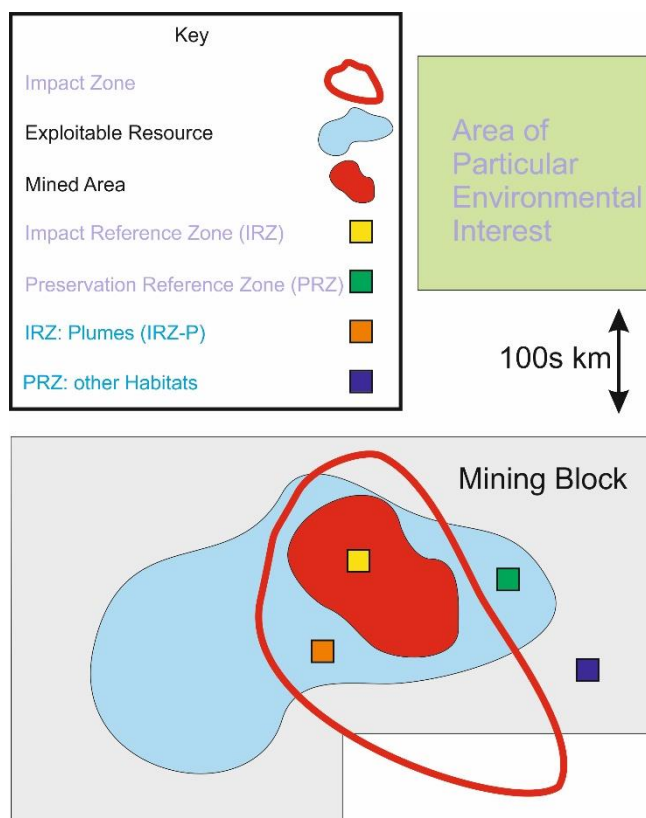 Key
Impact Zone
Exploitable Resource
Mined Area
Impact Reference Zone (IRZ)
Preservation Reference Zone (PRZ)
IRZ: Plumes (IRZ-P)
PRZ: other Habitats
Area of
Particular
Environmental
Interest
100s km
Mining Block